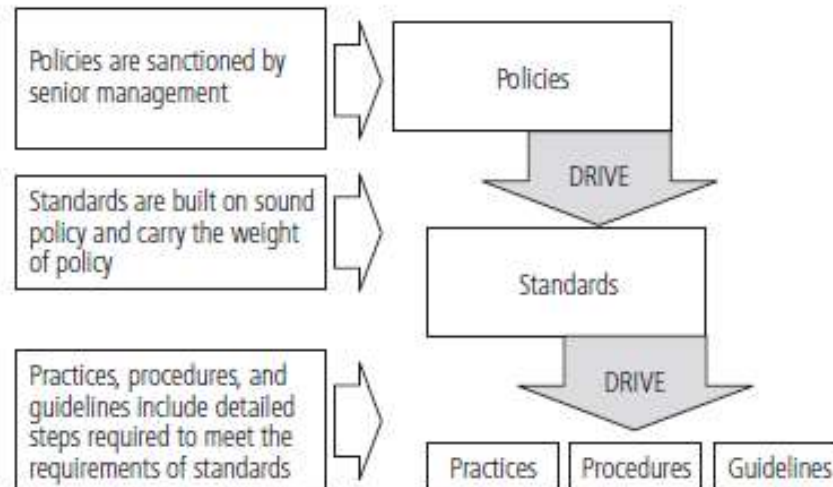 Policies are sanctioned by
senior management
Policies
DRIVE
Standards are built on sound
policy and carry the weight
of policy
Standards
DRIVE
Practices, procedures, and
guidelines include detailed
steps required to meet the
requirements of standards
Practices
Procedures
Guidelines